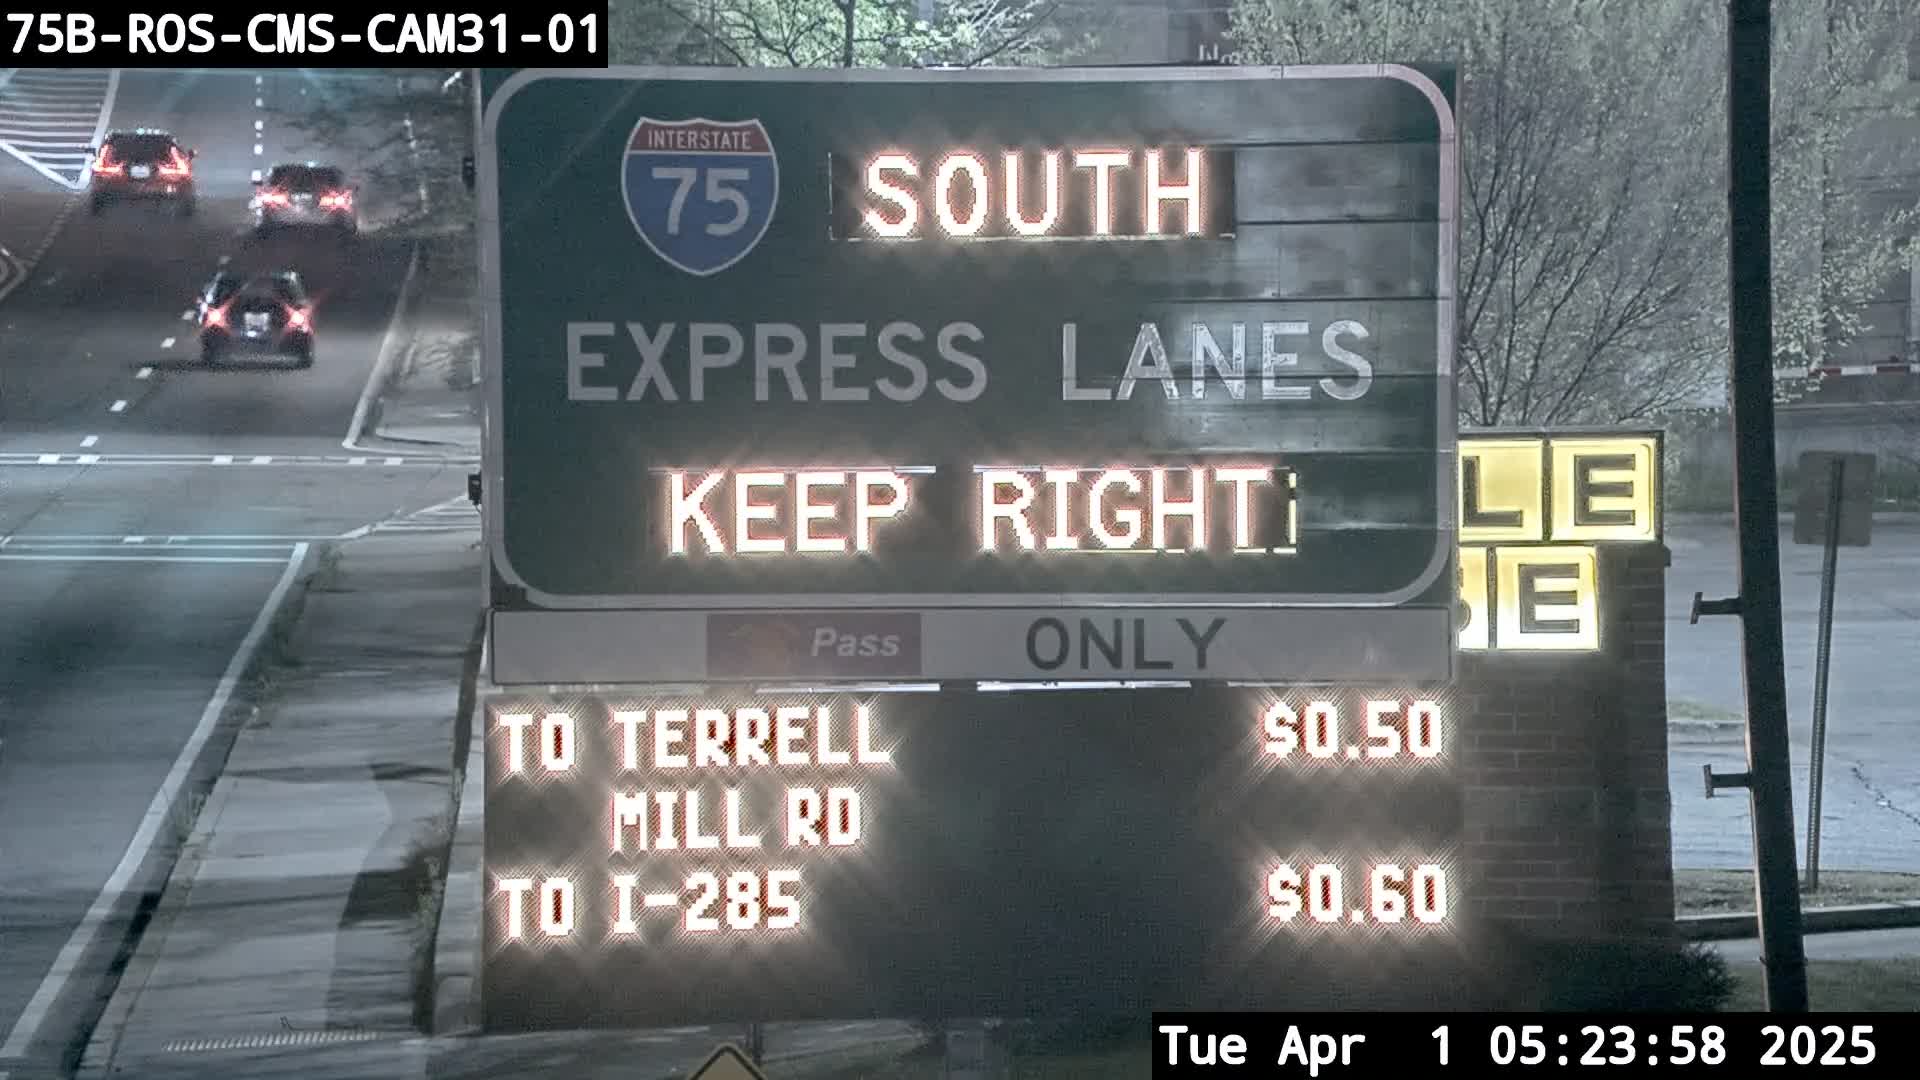 75B-ROS-CMS-CAM31-01
INTERSTATE
75
SOUTH
EXPRESS LANES
KEEP RIGHT
Pass ONLY
TO TERRELL $0.50
MILL RD
TO I-285 $0.60
LE
E
Tue Apr 1 05:23:58 2025